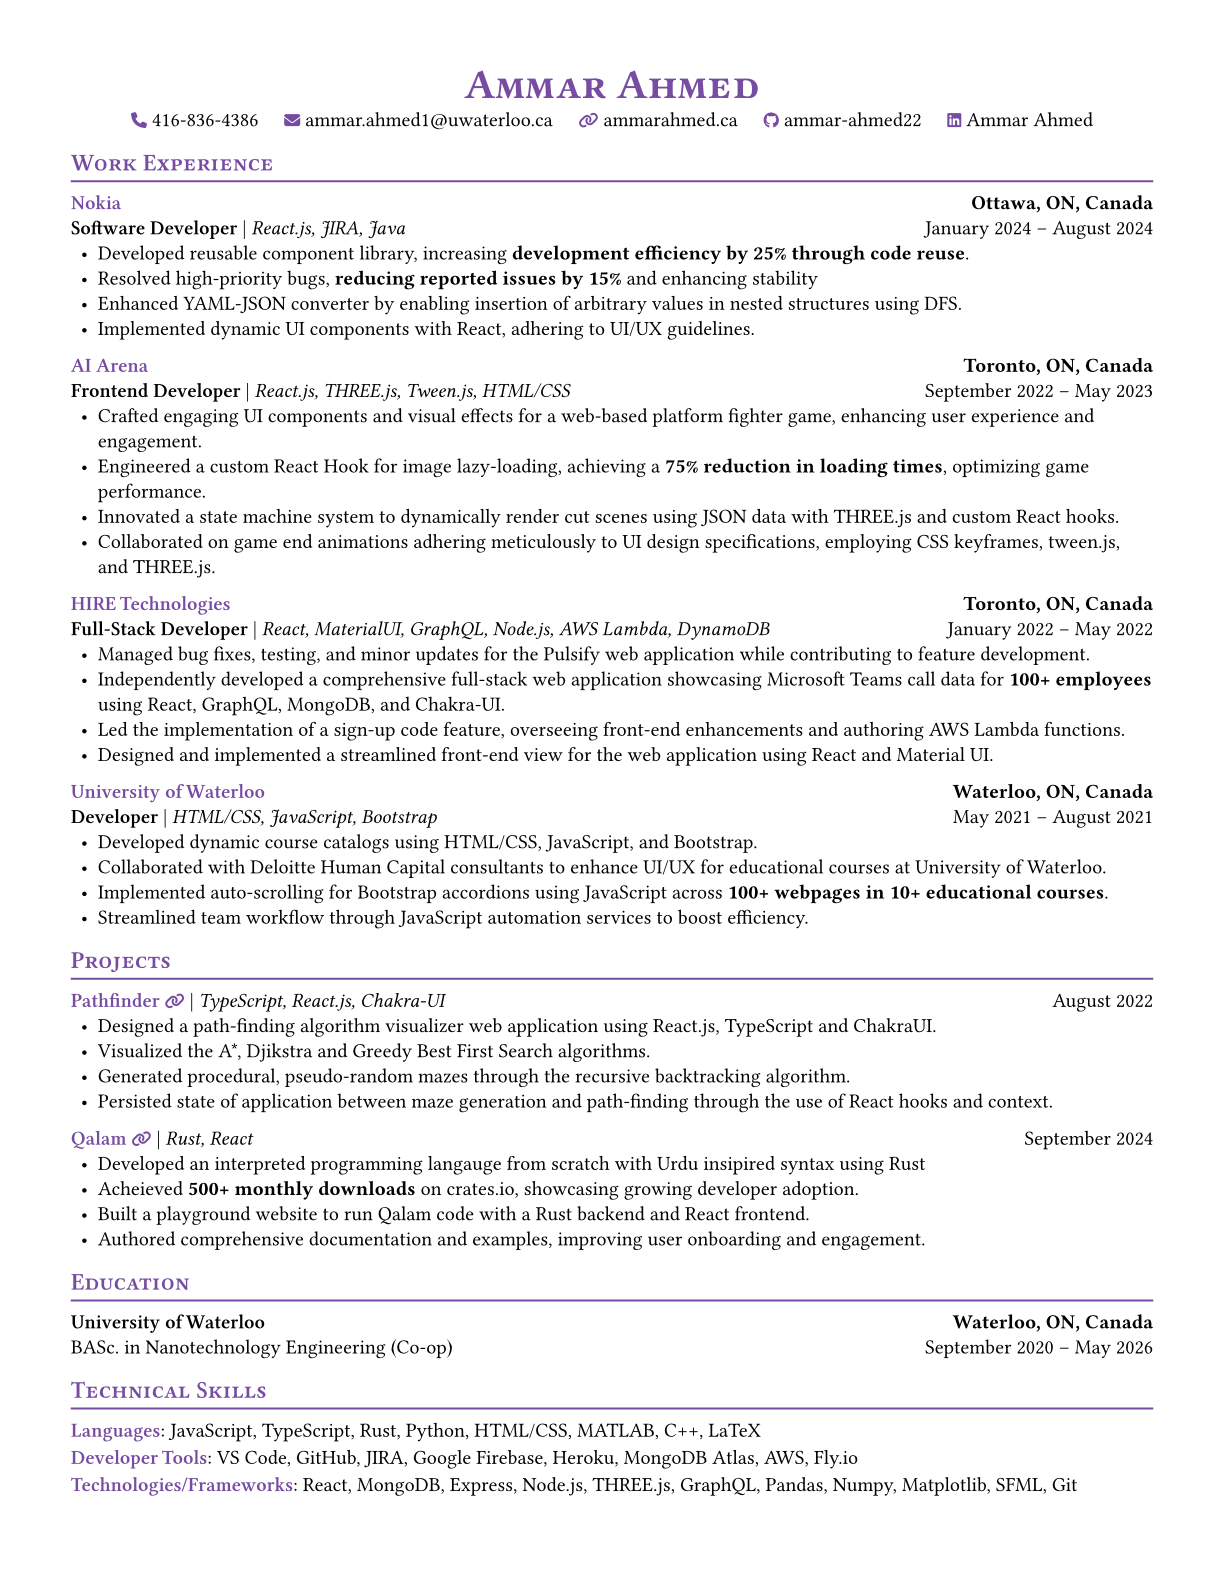 Ammar Ahmed
416-836-4386 ammar.ahmed1@uwaterloo.ca ammarahmed.ca ammar-ahmed22 Ammar Ahmed
Work Experience
Nokia Ottawa, ON, Canada
Software Developer | React.js, JIRA, Java January 2024 – August 2024
• Developed reusable component library, increasing development efficiency by 25% through code reuse.
• Resolved high-priority bugs, reducing reported issues by 15% and enhancing stability
• Enhanced YAML-JSON converter by enabling insertion of arbitrary values in nested structures using DFS.
• Implemented dynamic UI components with React, adhering to UI/UX guidelines.
AI Arena Toronto, ON, Canada
Frontend Developer | React.js, THREE.js, Tween.js, HTML/CSS September 2022 – May 2023
• Crafted engaging UI components and visual effects for a web-based platform fighter game, enhancing user experience and
engagement.
• Engineered a custom React Hook for image lazy-loading, achieving a 75% reduction in loading times, optimizing game
performance.
• Innovated a state machine system to dynamically render cut scenes using JSON data with THREE.js and custom React hooks.
• Collaborated on game end animations adhering meticulously to UI design specifications, employing CSS keyframes, tween.js,
and THREE.js.
HIRE Technologies Toronto, ON, Canada
Full-Stack Developer | React, MaterialUI, GraphQL, Node.js, AWS Lambda, DynamoDB January 2022 – May 2022
• Managed bug fixes, testing, and minor updates for the Pulsify web application while contributing to feature development.
• Independently developed a comprehensive full-stack web application showcasing Microsoft Teams call data for 100+ employees
using React, GraphQL, MongoDB, and Chakra-UI.
• Led the implementation of a sign-up code feature, overseeing front-end enhancements and authoring AWS Lambda functions.
• Designed and implemented a streamlined front-end view for the web application using React and Material UI.
University of Waterloo Waterloo, ON, Canada
Developer | HTML/CSS, JavaScript, Bootstrap May 2021 – August 2021
• Developed dynamic course catalogs using HTML/CSS, JavaScript, and Bootstrap.
• Collaborated with Deloitte Human Capital consultants to enhance UI/UX for educational courses at University of Waterloo.
• Implemented auto-scrolling for Bootstrap accordions using JavaScript across 100+ webpages in 10+ educational courses.
• Streamlined team workflow through JavaScript automation services to boost efficiency.
Projects
Pathfinder | TypeScript, React.js, Chakra-UI August 2022
• Designed a path-finding algorithm visualizer web application using React.js, TypeScript and ChakraUI.
• Visualized the A*, Djikstra and Greedy Best First Search algorithms.
• Generated procedural, pseudo-random mazes through the recursive backtracking algorithm.
• Persisted state of application between maze generation and path-finding through the use of React hooks and context.
Qalam | Rust, React September 2024
• Developed an interpreted programming langauge from scratch with Urdu insipired syntax using Rust
• Acheieved 500+ monthly downloads on crates.io, showcasing growing developer adoption.
• Built a playground website to run Qalam code with a Rust backend and React frontend.
• Authored comprehensive documentation and examples, improving user onboarding and engagement.
Education
University of Waterloo Waterloo, ON, Canada
BASc. in Nanotechnology Engineering (Co-op) September 2020 – May 2026
Technical Skills
Languages: JavaScript, TypeScript, Rust, Python, HTML/CSS, MATLAB, C++, LaTeX
Developer Tools: VS Code, GitHub, JIRA, Google Firebase, Heroku, MongoDB Atlas, AWS, Fly.io
Technologies/Frameworks: React, MongoDB, Express, Node.js, THREE.js, GraphQL, Pandas, Numpy, Matplotlib, SFML, Git